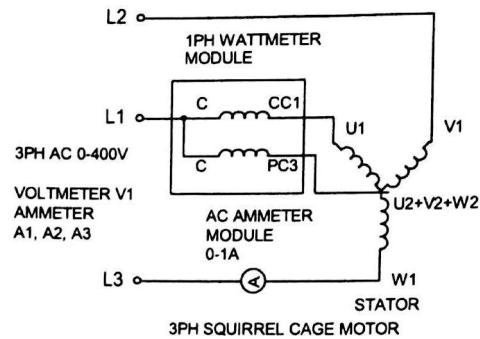 L2
1PH WATTMETER
MODULE
C CC1
L1
U1 V1
3PH AC 0-400V
C PC3
VOLTMETER V1
AMMETER
A1, A2, A3
U2+V2+W2
AC AMMETER
MODULE
0-1A
L3
A
W1
STATOR
3PH SQUIRREL CAGE MOTOR